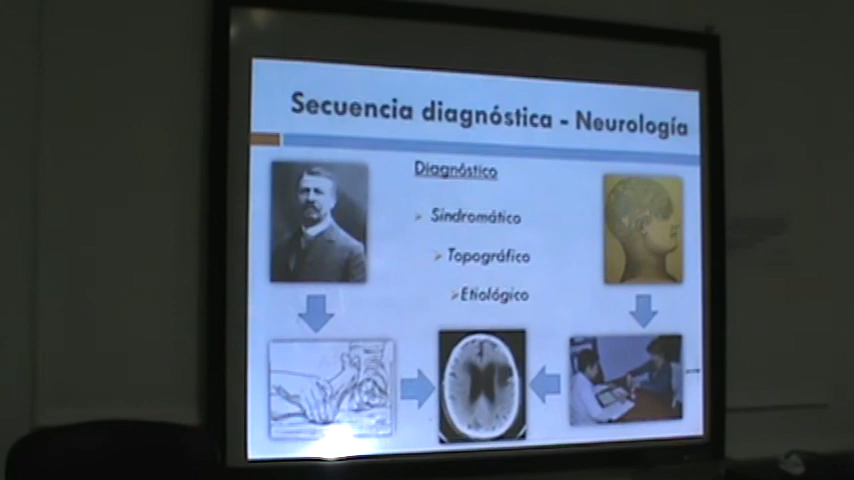 Secuencia diagnóstica - Neurología
Diagnóstico
Sindromático
Topográfico
Etiológico